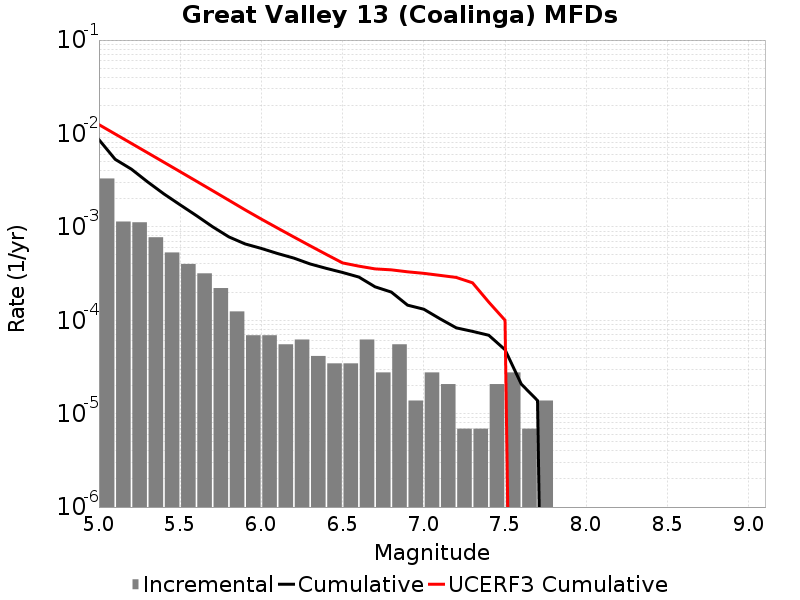 Great Valley 13 (Coalinga) MFDs
10-1
10-2
10-3
10-4
10-5
10-6
Rate (1/yr)
5.0 5.5 6.0 6.5 7.0 7.5 8.0 8.5 9.0
Magnitude
Incremental Cumulative UCERF3 Cumulative